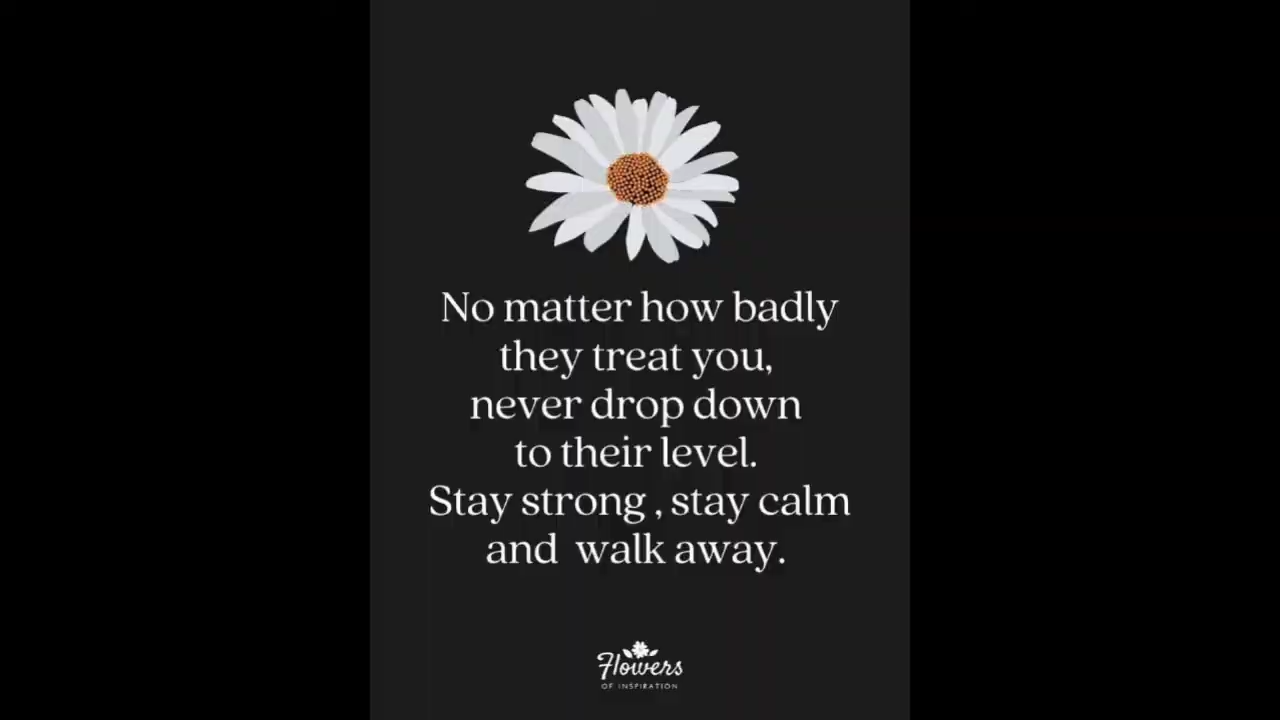 No matter how badly
they treat you,
never drop down
to their level.
Stay strong , stay calm
and  walk away.
Flowers
OF INSPIRATION